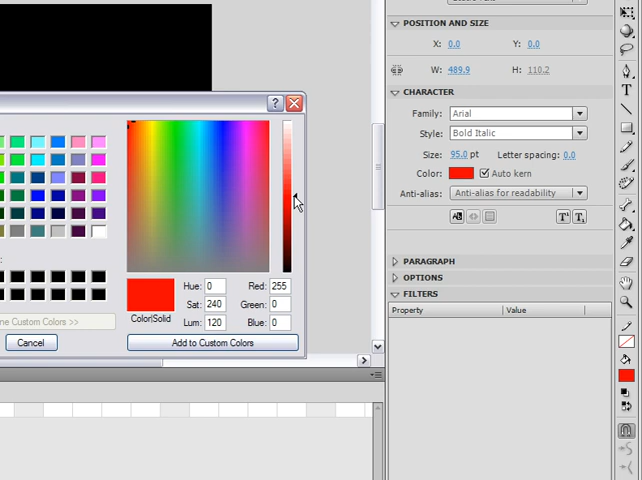 POSITION AND SIZE
X: 0.0 Y: 0.0
W: 489.9 H: 110.2
CHARACTER
Family: Arial
Style: Bold Italic
Size: 95.0 pt Letter spacing: 0.0
Color: Auto kern
Anti-alias: Anti-alias for readability
PARAGRAPH
OPTIONS
FILTERS
Property Value
?
Hue: 0 Red: 255
Sat: 240 Green: 0
Color|Solid Lum: 120 Blue: 0
ne Custom Colors >>
Cancel Add to Custom Colors